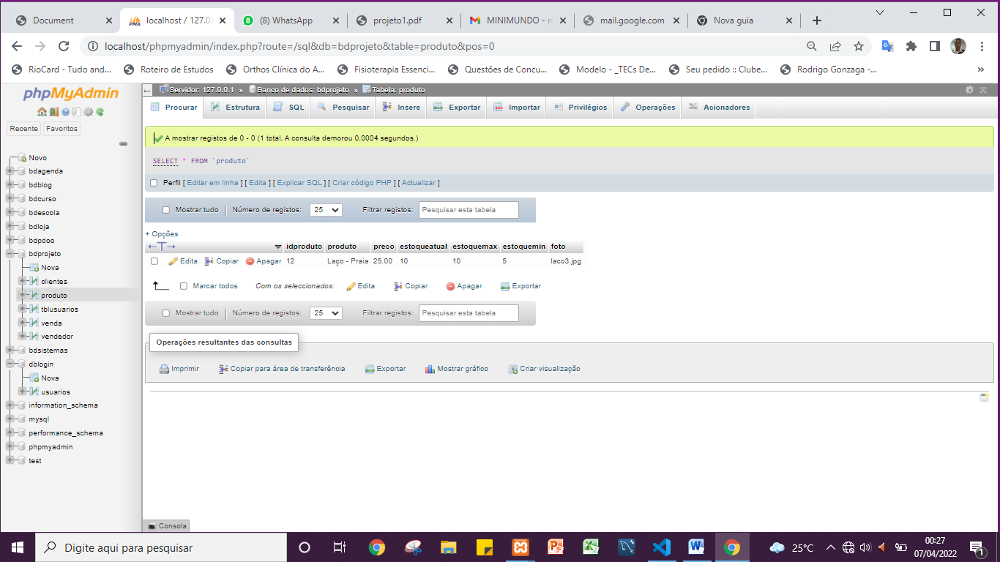 Document
localhost / 127.0.
(8) WhatsApp
projeto1.pdf
MINIMUNDO - r
mail.google.com
Nova guia
localhost/phpmyadmin/index.php?route=/sql&db=bdprojeto&table=produto&pos=0
RioCard - Tudo and...
Roteiro de Estudos
Orthos Clínica do A...
Fisioterapia Essenci...
Questões de Concu...
Modelo - _TECs De...
Seu pedido :: Clube...
Rodrigo Gonzaga -...
»
phpMyAdmin
Recente Favoritos
Novo
bdagenda
bdblog
bdcurso
bdescola
bdloja
bdpdoo
bdprojeto
Nova
clientes
produto
tblusuarios
venda
vendedor
bdsistemas
dblogin
Nova
usuarios
information_schema
mysql
performance_schema
phpmyadmin
test
Servidor: 127.0.0.1 » Banco de dados: bdprojeto » Tabela: produto
Procurar Estrutura SQL Pesquisar Insere Exportar Importar Privilégios Operações Acionadores
A mostrar registos de 0 - 0 (1 total, A consulta demorou 0,0004 segundos.)
SELECT * FROM `produto`
Perfil [ Editar em linha ] [ Edita ] [ Explicar SQL ] [ Criar código PHP ] [ Actualizar ]
Mostrar tudo Número de registos: 25 Filtrar registos: Pesquisar esta tabela
+ Opções
idproduto produto preco estoqueatual estoquemax estoquemin foto
Edita Copiar Apagar 12 Laço - Praia 25.00 10 10 5 laco3.jpg
Marcar todos Com os seleccionados: Edita Copiar Apagar Exportar
Mostrar tudo Número de registos: 25 Filtrar registos: Pesquisar esta tabela
Operações resultantes das consultas
Imprimir Copiar para área de transferência Exportar Mostrar gráfico Criar visualização
Consola
Digite aqui para pesquisar
25°C
00:27
07/04/2022
1